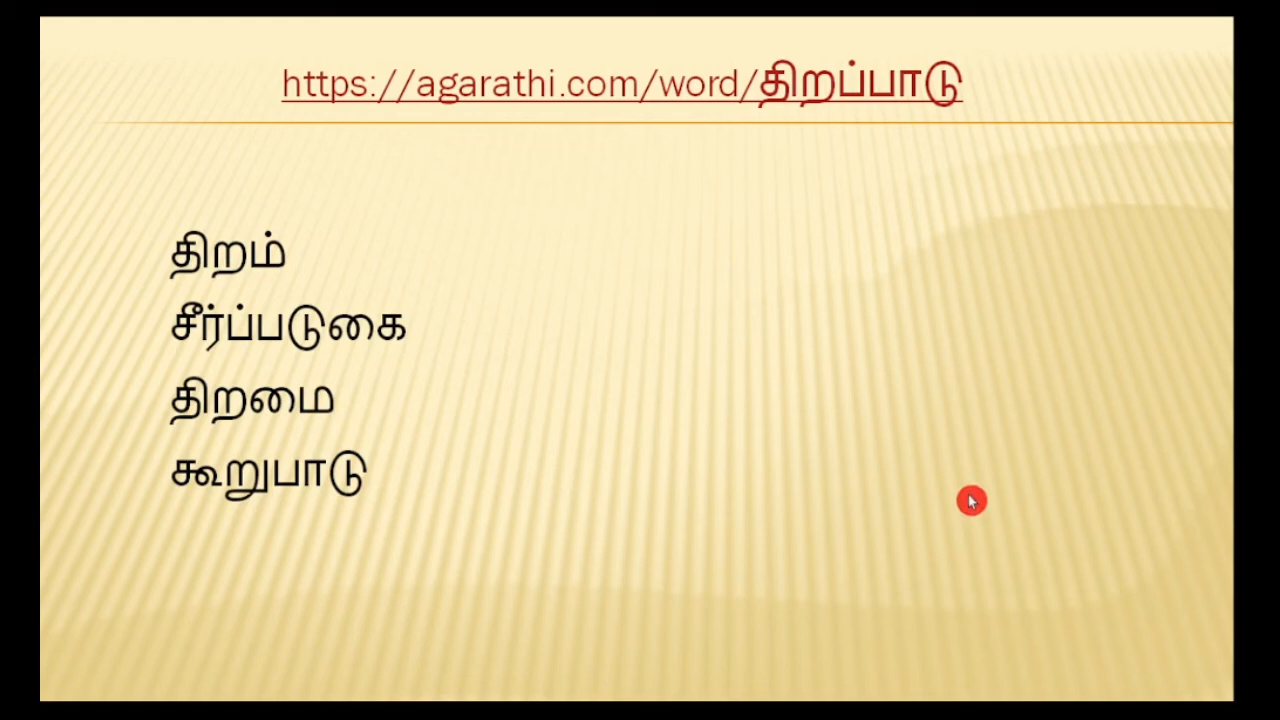 https://agarathi.com/word/திறப்பாடு
திறம்
சீர்ப்படுகை
திறமை
கூறுபாடு